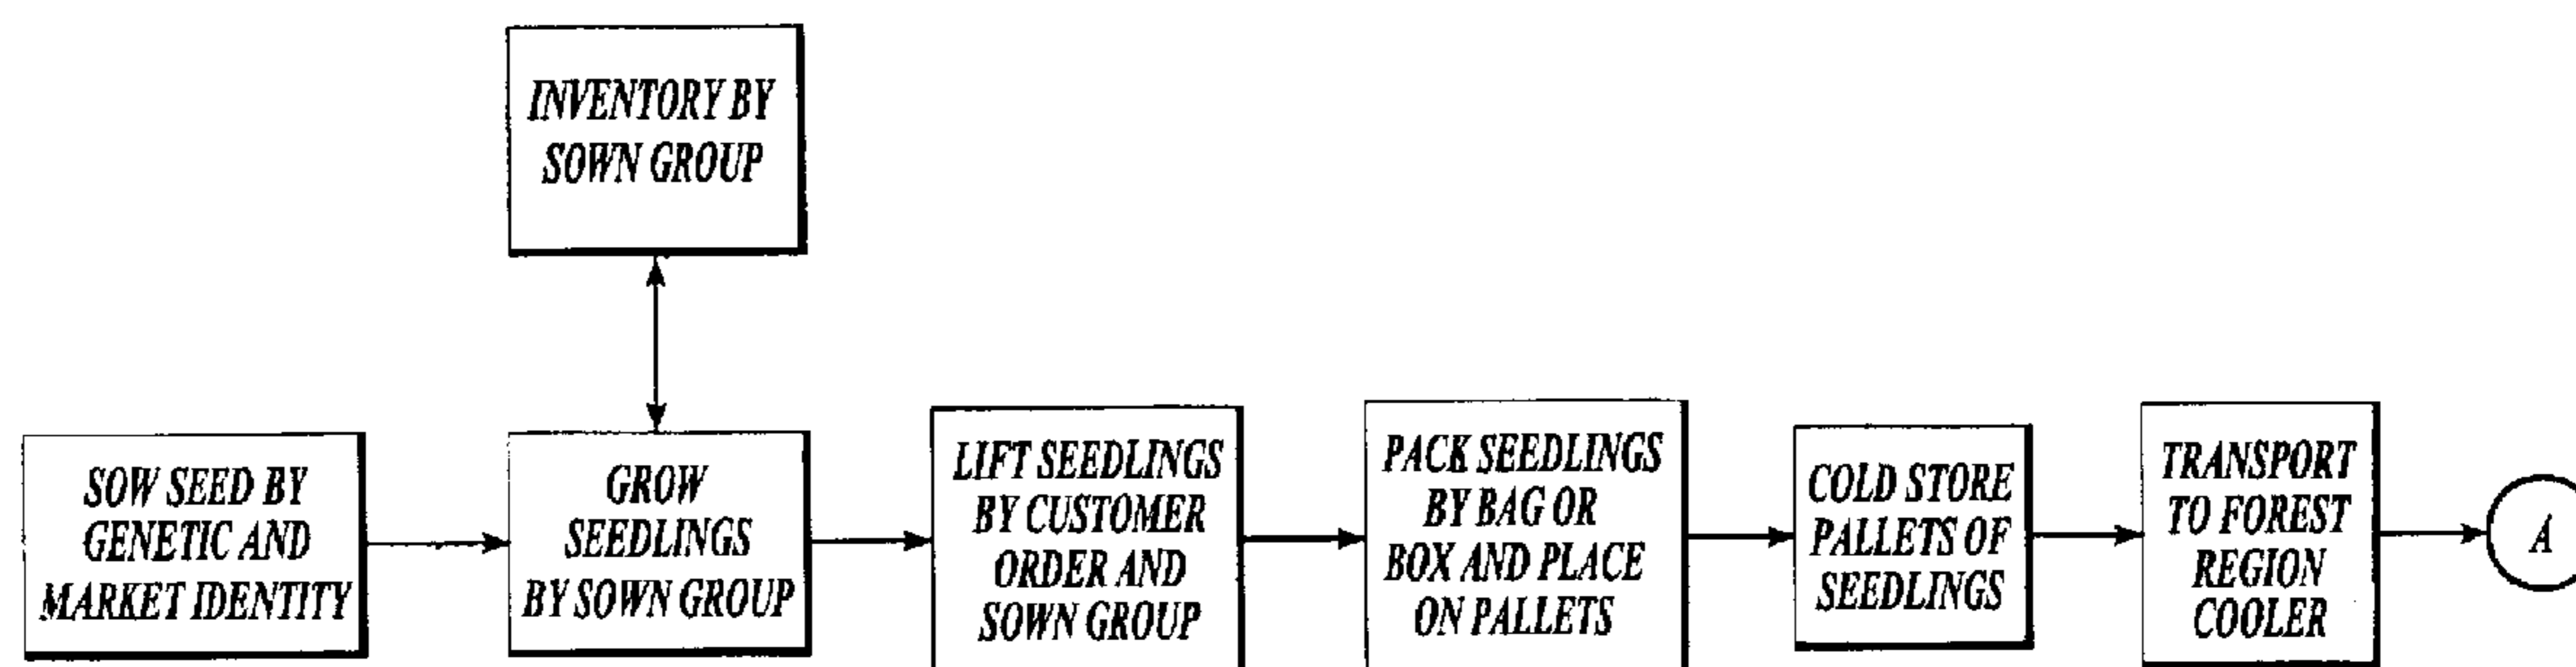 INVENTORY BY
SOWN GROUP
SOW SEED BY
GENETIC AND
MARKET IDENTITY
GROW
SEEDLINGS
BY SOWN GROUP
LIFT SEEDLINGS
BY CUSTOMER
ORDER AND
SOWN GROUP
PACK SEEDLINGS
BY BAG OR
BOX AND PLACE
ON PALLETS
COLD STORE
PALLETS OF
SEEDLINGS
TRANSPORT
TO FOREST
REGION
COOLER
A